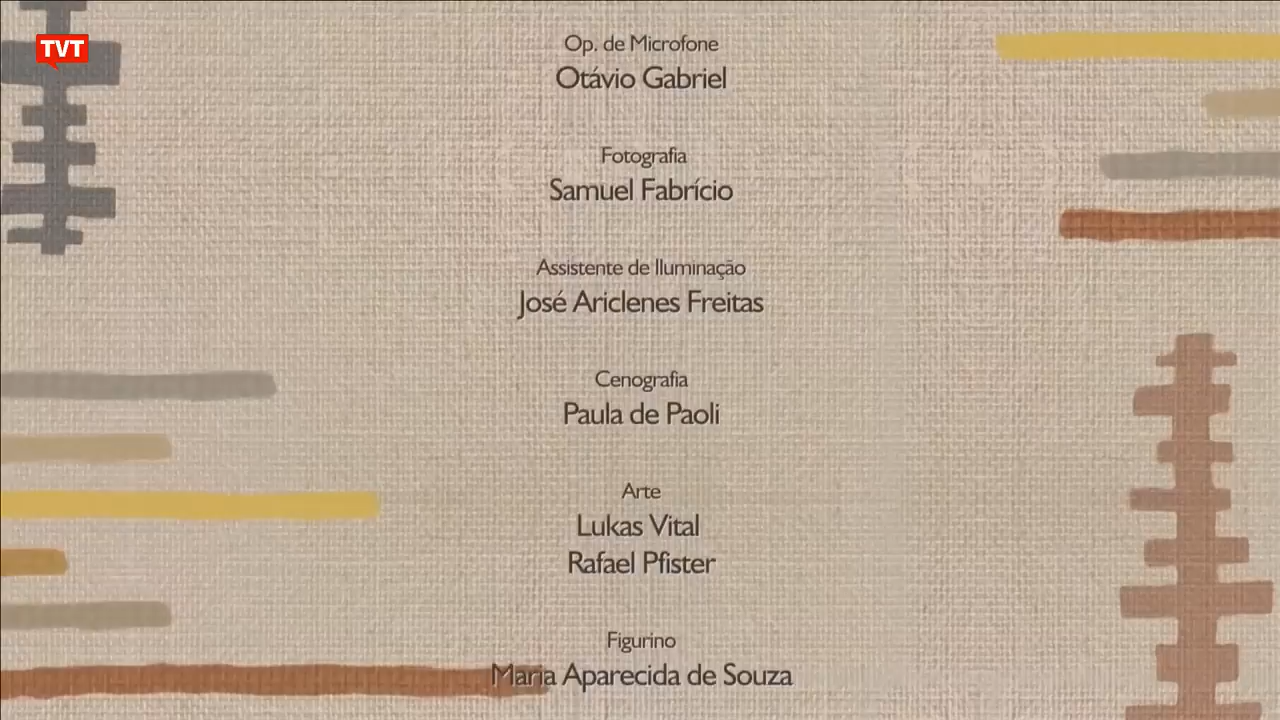 TVT
Op. de Microfone
Otávio Gabriel
Fotografia
Samuel Fabrício
Assistente de Iluminação
José Ariclenes Freitas
Cenografia
Paula de Paoli
Arte
Lukas Vital
Rafael Pfister
Figurino
Maria Aparecida de Souza